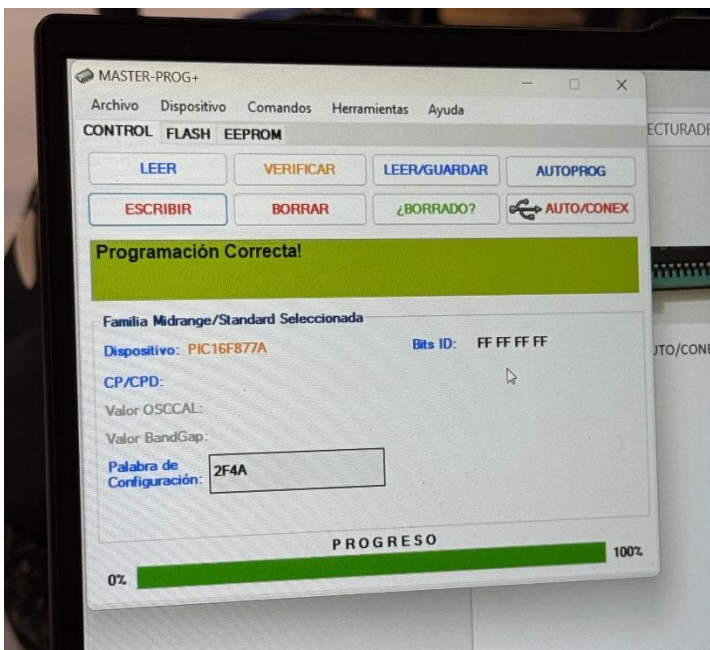 MASTER-PROG+
Archivo Dispositivo Comandos Herramientas Ayuda
CONTROL FLASH EEPROM
LEER VERIFICAR LEER/GUARDAR AUTOPROG
ESCRIBIR BORRAR ¿BORRADO? AUTO/CONEX
Programación Correcta!
Familia Midrange/Standard Seleccionada
Dispositivo: PIC16F877A Bits ID: FF FF FF FF
CP/CPD:
Valor OSCCAL:
Valor BandGap:
Palabra de
Configuración: 2F4A
PROGRESO
0% 100%
ECTURADE
UTO/CONE